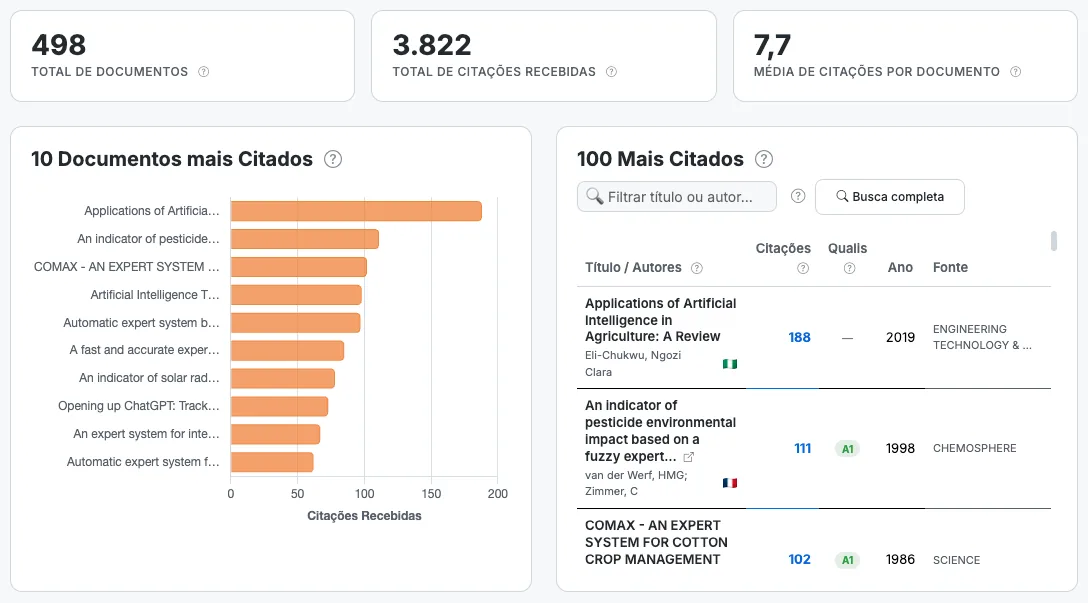 498
TOTAL DE DOCUMENTOS ?
3.822
TOTAL DE CITAÇÕES RECEBIDAS ?
7,7
MÉDIA DE CITAÇÕES POR DOCUMENTO ?
10 Documentos mais Citados ?
Applications of Artificia...
An indicator of pesticide...
COMAX - AN EXPERT SYSTEM ...
Artificial Intelligence T...
Automatic expert system b...
A fast and accurate exper...
An indicator of solar rad...
Opening up ChatGPT: Track...
An expert system for inte...
Automatic expert system f...
0 50 100 150 200
Citações Recebidas
100 Mais Citados ?
Filtrar título ou autor... ? Busca completa
Título / Autores ? Citações ? Qualis ? Ano Fonte
Applications of Artificial
Intelligence in
Agriculture: A Review
Eli-Chukwu, Ngozi
Clara
188 — 2019 ENGINEERING
TECHNOLOGY & ...
An indicator of
pesticide environmental
impact based on a
fuzzy expert...
van der Werf, HMG;
Zimmer, C
111 A1 1998 CHEMOSPHERE
COMAX - AN EXPERT
SYSTEM FOR COTTON
CROP MANAGEMENT
102 A1 1986 SCIENCE